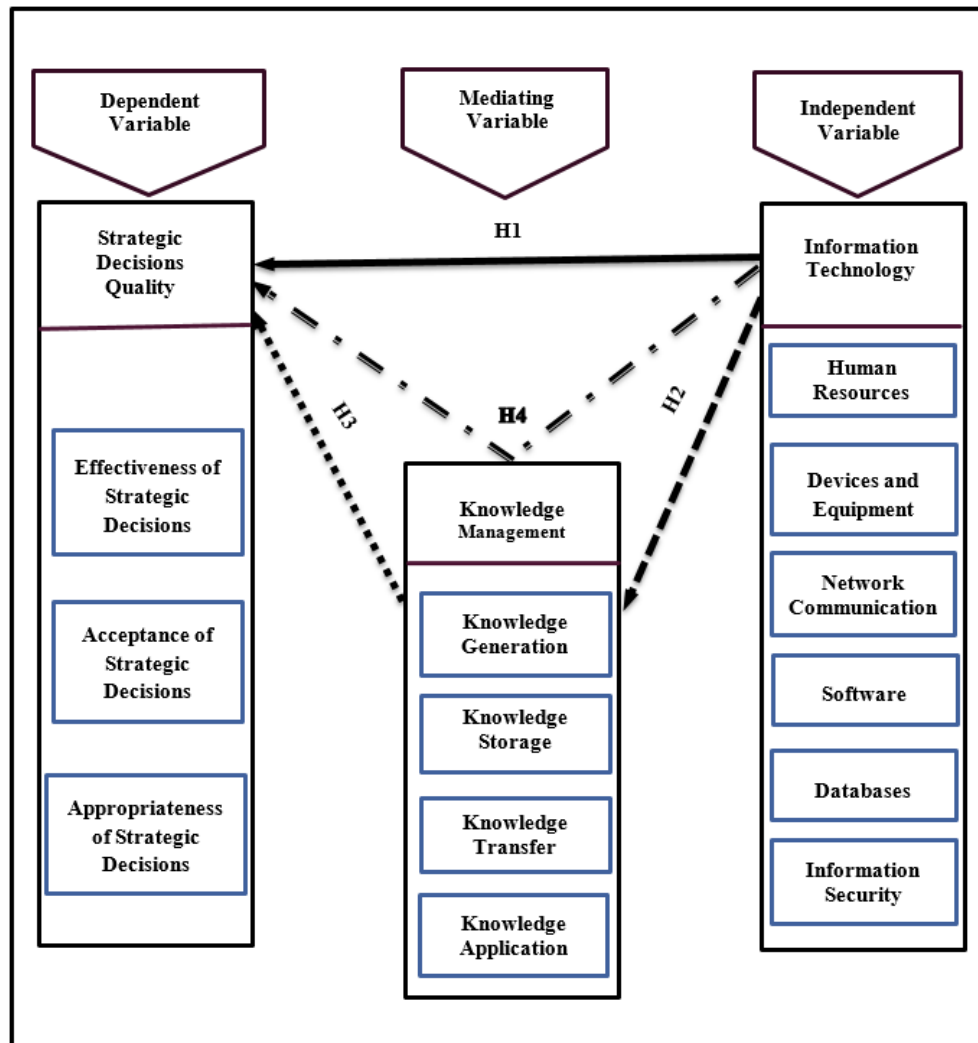 Dependent
Variable
Mediating
Variable
Independent
Variable
Strategic
Decisions
Quality
H1
Information
Technology
H3
H4
H2
Effectiveness of
Strategic
Decisions
Acceptance of
Strategic
Decisions
Appropriateness
of Strategic
Decisions
Knowledge
Management
Knowledge
Generation
Knowledge
Storage
Knowledge
Transfer
Knowledge
Application
Human
Resources
Devices and
Equipment
Network
Communication
Software
Databases
Information
Security